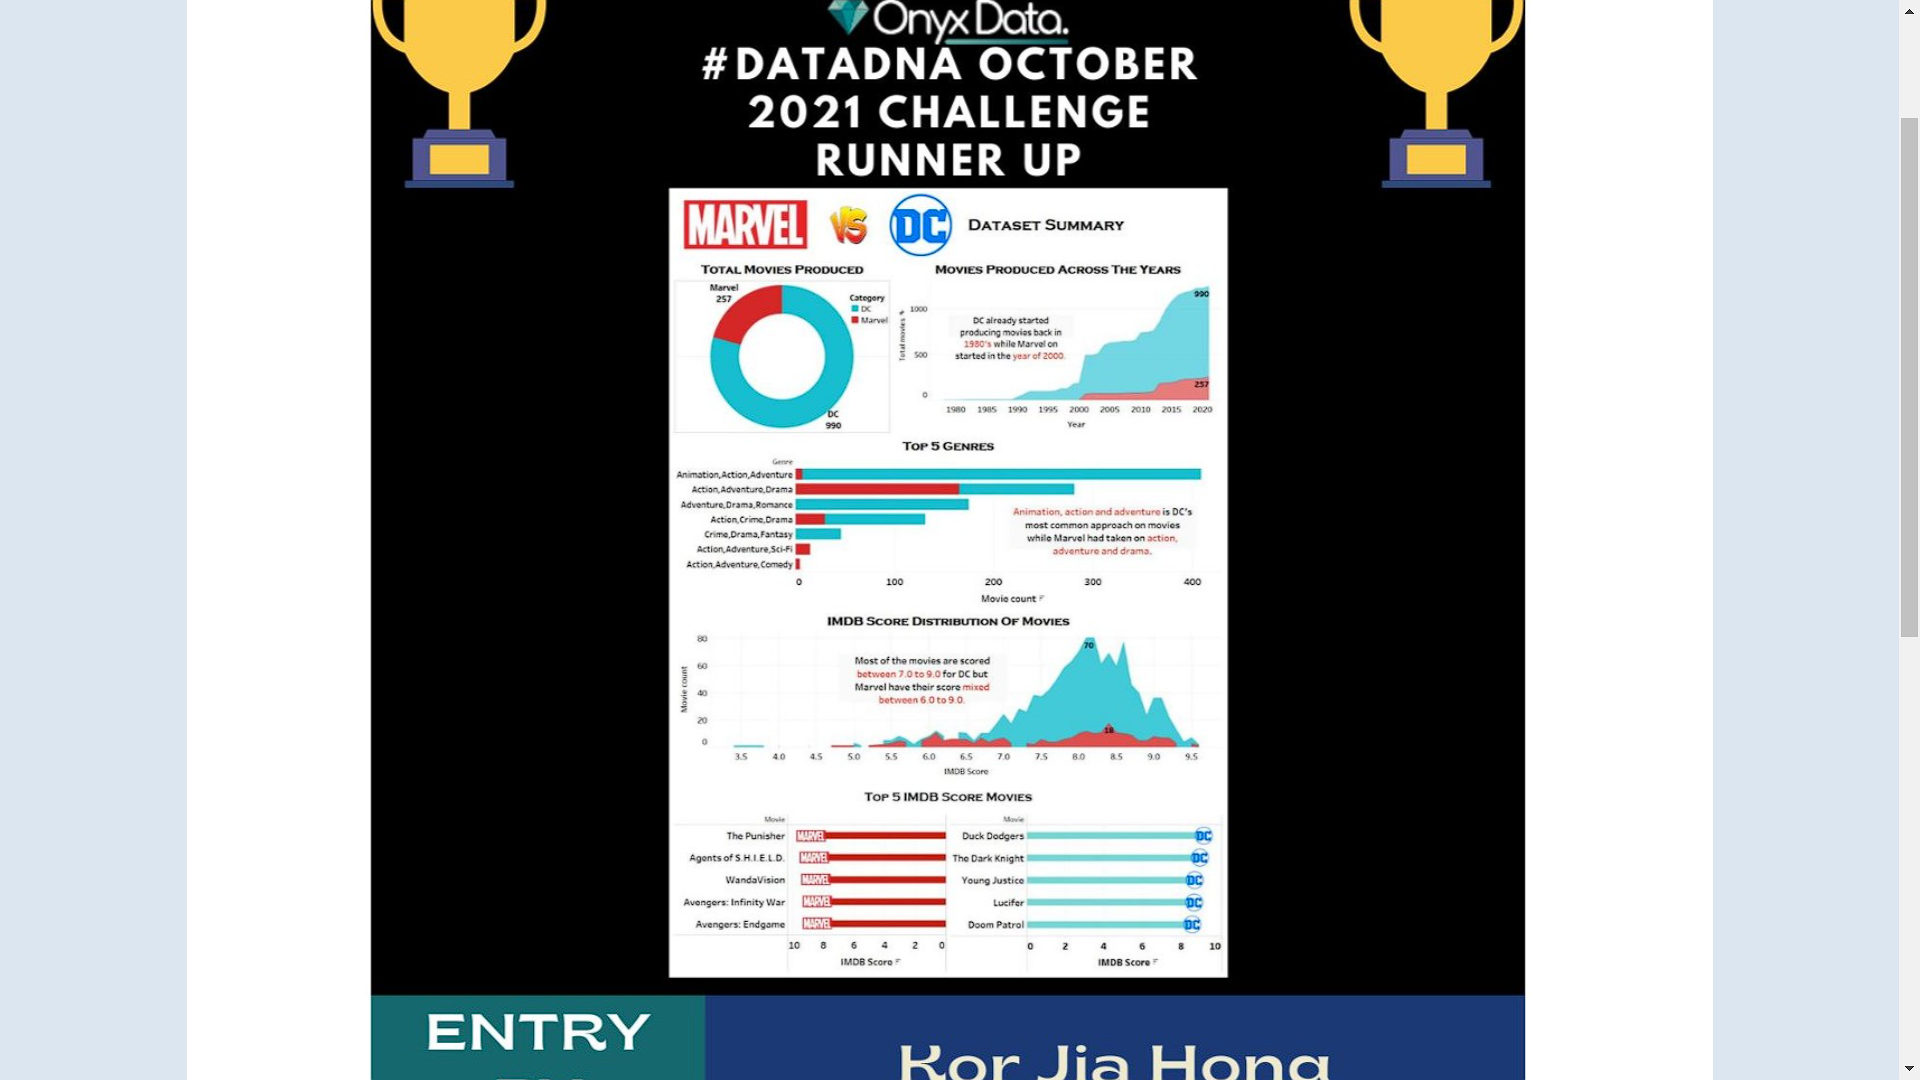 Onyx Data.
#DATADNA OCTOBER
2021 CHALLENGE
RUNNER UP
MARVEL VS DC DATASET SUMMARY
TOTAL MOVIES PRODUCED
Marvel
257
Category
DC
Marvel
DC
990
MOVIES PRODUCED ACROSS THE YEARS
Total movies
1000
500
0
DC already started
producing movies back in
1980's while Marvel on
started in the year of 2000.
990
257
1980 1985 1990 1995 2000 2005 2010 2015 2020
Year
TOP 5 GENRES
Genre
Animation,Action,Adventure
Action,Adventure,Drama
Adventure,Drama,Romance
Action,Crime,Drama
Crime,Drama,Fantasy
Action,Adventure,Sci-Fi
Action,Adventure,Comedy
Animation, action and adventure is DC's
most common approach on movies
while Marvel had taken on action,
adventure and drama.
0 100 200 300 400
Movie count
IMDB SCORE DISTRIBUTION OF MOVIES
Movie count
80
60
40
20
0
Most of the movies are scored
between 7.0 to 9.0 for DC but
Marvel have their score mixed
between 6.0 to 9.0.
70
18
3.5 4.0 4.5 5.0 5.5 6.0 6.5 7.0 7.5 8.0 8.5 9.0 9.5
IMDB Score
TOP 5 IMDB SCORE MOVIES
Movie
The Punisher MARVEL
Agents of S.H.I.E.L.D. MARVEL
WandaVision MARVEL
Avengers: Infinity War MARVEL
Avengers: Endgame MARVEL
10 8 6 4 2 0
IMDB Score
Movie
Duck Dodgers DC
The Dark Knight DC
Young Justice DC
Lucifer DC
Doom Patrol DC
0 2 4 6 8 10
IMDB Score
ENTRY
Kor Jia Hong